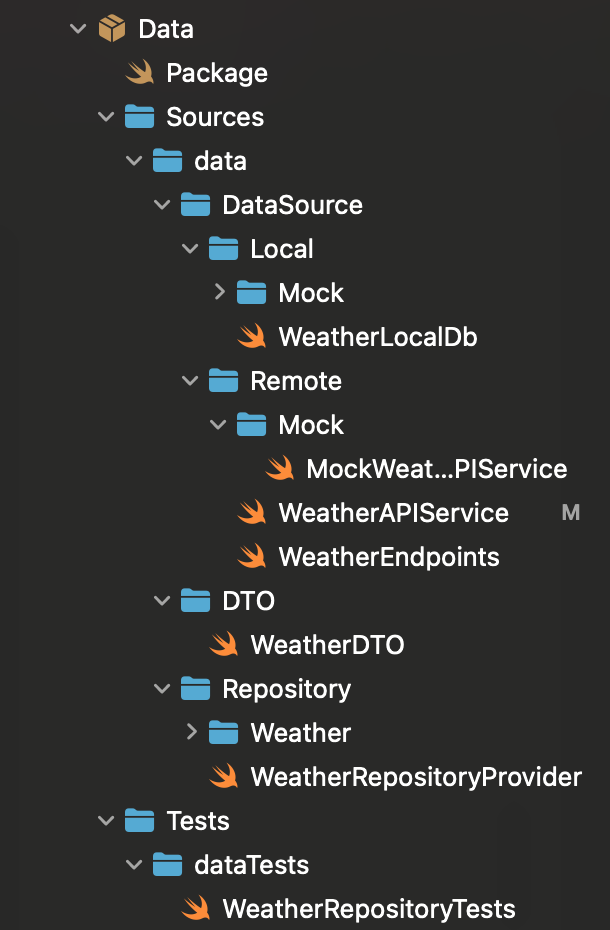 Data
Package
Sources
data
DataSource
Local
Mock
WeatherLocalDb
Remote
Mock
MockWeat...PIService
WeatherAPIService M
WeatherEndpoints
DTO
WeatherDTO
Repository
Weather
WeatherRepositoryProvider
Tests
dataTests
WeatherRepositoryTests